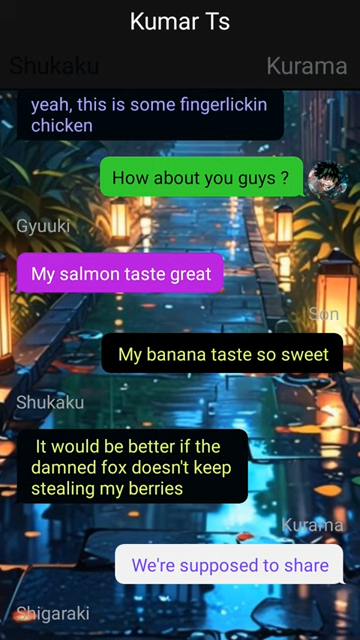 Kumar Ts
Shukaku
Kurama
yeah, this is some fingerlickin
chicken
How about you guys ?
Gyuuki
My salmon taste great
Son
My banana taste so sweet
Shukaku
It would be better if the
damned fox doesn't keep
stealing my berries
Kurama
We're supposed to share
Shigaraki